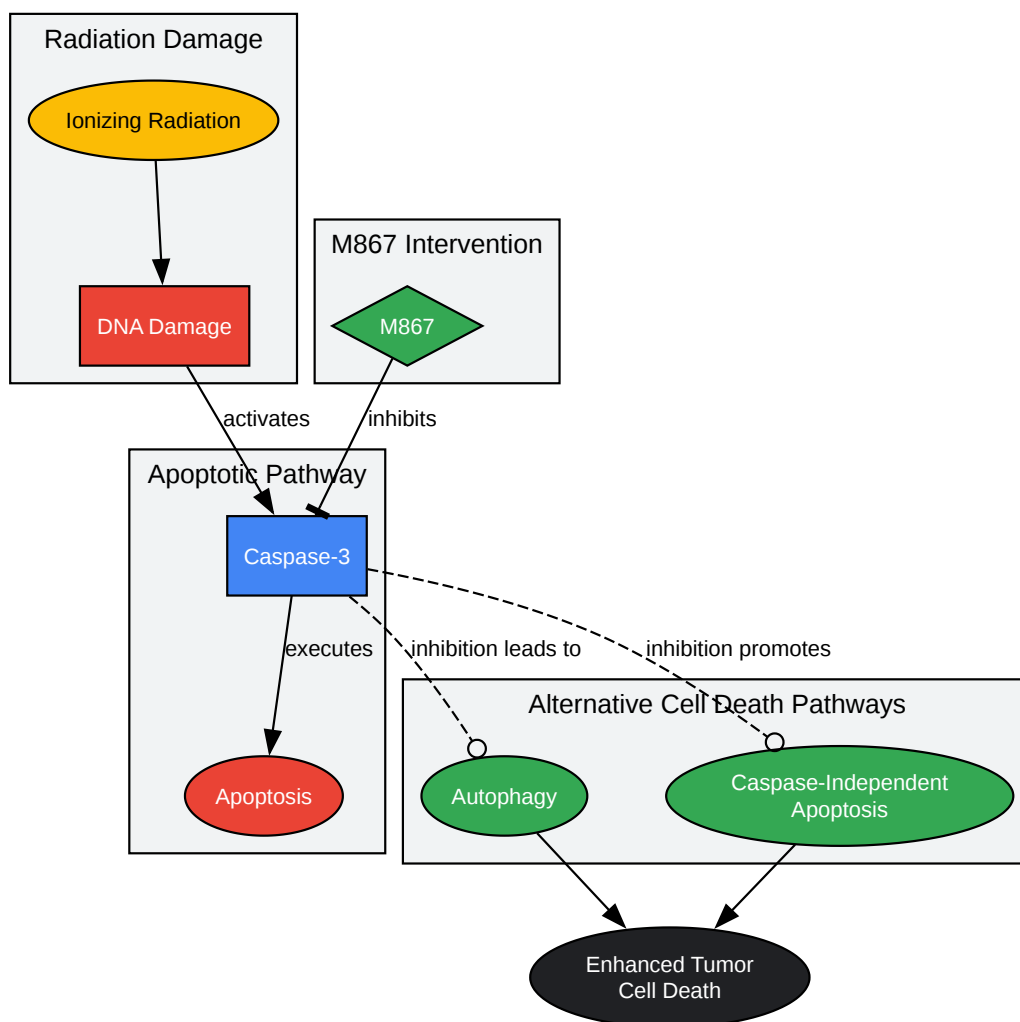 Radiation Damage
Ionizing Radiation
M867 Intervention
DNA Damage
M867
activates
inhibits
Apoptotic Pathway
Caspase-3
executes
inhibition leads to
inhibition promotes
Alternative Cell Death Pathways
Apoptosis
Autophagy
Caspase-Independent
Apoptosis
Enhanced Tumor
Cell Death